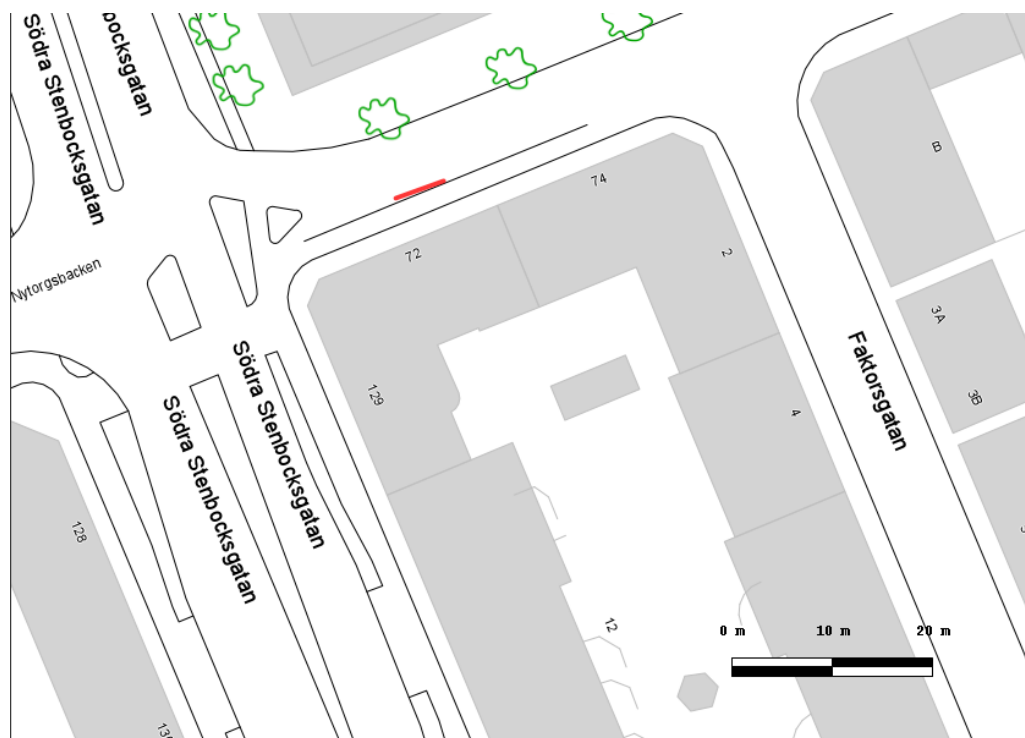 Södra Stenbocksgatan
ocksgatan
B
74
72
2
Nytorgsbacken
3A
Södra Stenbocksgatan
Faktorsgatan
129
Södra Stenbocksgatan
3B
4
128
12
0 m 10 m 20 m